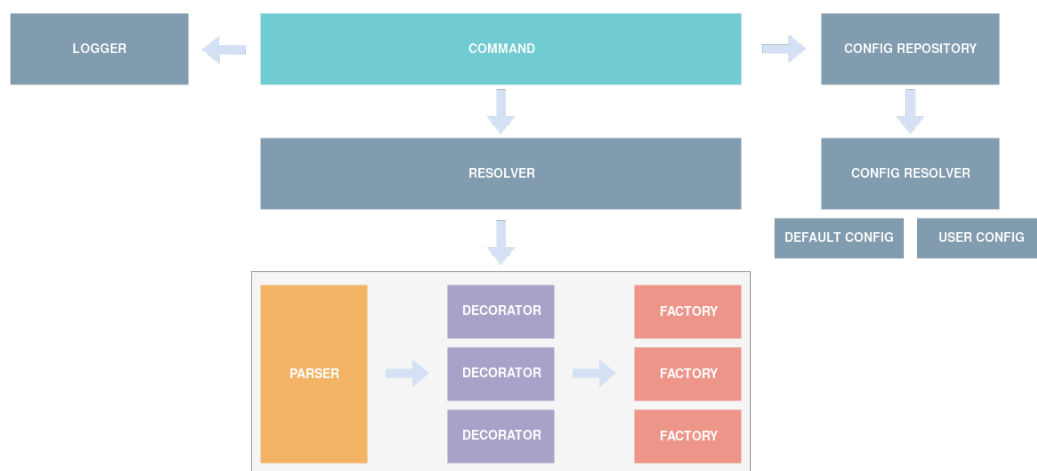 LOGGER
COMMAND
CONFIG REPOSITORY
RESOLVER
CONFIG RESOLVER
DEFAULT CONFIG
USER CONFIG
PARSER
DECORATOR
FACTORY
DECORATOR
FACTORY
DECORATOR
FACTORY